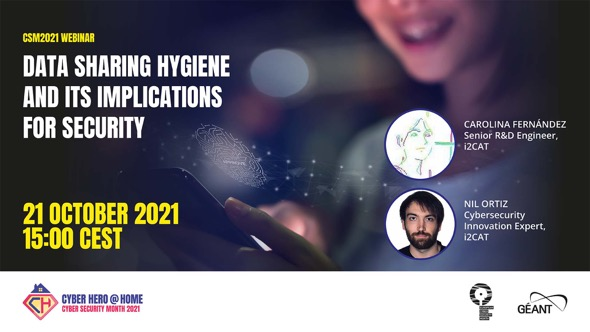 CSM2021 WEBINAR
DATA SHARING HYGIENE
AND ITS IMPLICATIONS
FOR SECURITY
CAROLINA FERNÁNDEZ
Senior R&D Engineer,
i2CAT
NIL ORTIZ
Cybersecurity
Innovation Expert,
i2CAT
21 OCTOBER 2021
15:00 CEST
CH
CYBER HERO @ HOME
CYBER SECURITY MONTH 2021
GÉANT